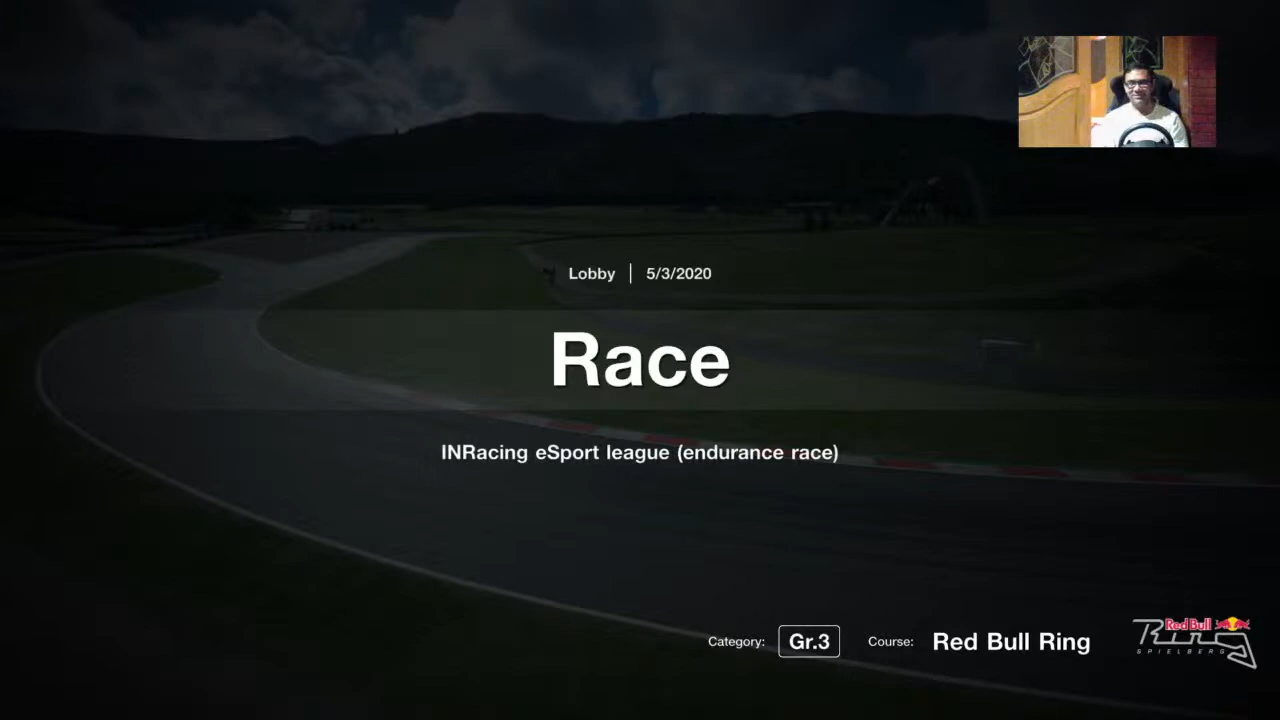 Lobby | 5/3/2020
Race
INRacing eSport league (endurance race)
Category: Gr.3 Course: Red Bull Ring
Red Bull
Ring
SPIELBERG